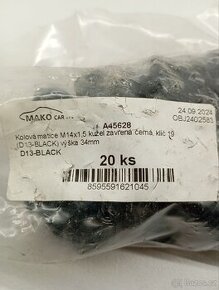 MAKO
CAR
A45628
24.09.2024
OBJ2402585
Kolová matice M14x1,5 kužel zavřená černá, klíč 19
(D13-BLACK) výška 34mm
D13-BLACK
20 ks
8595591621045